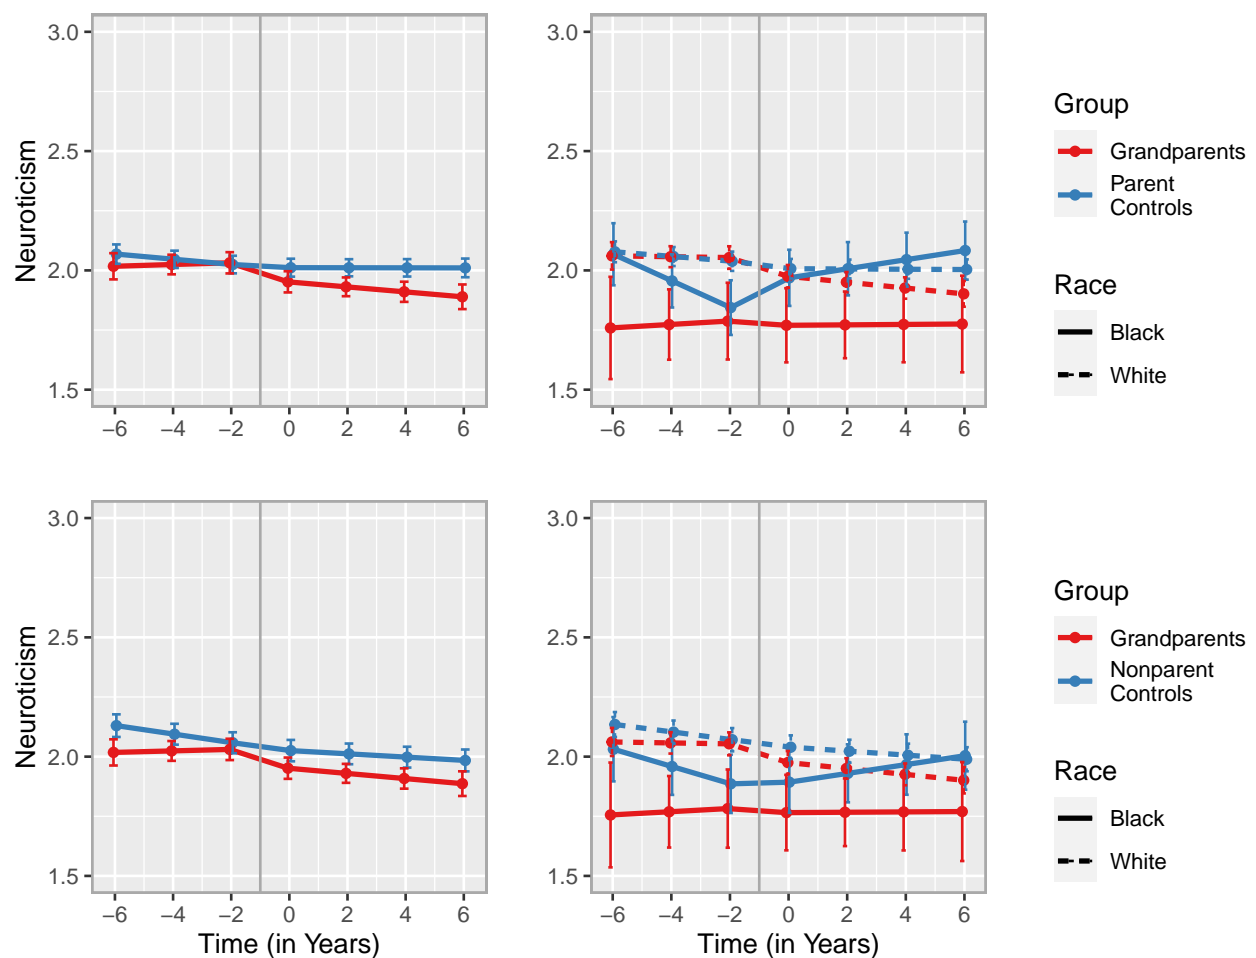 3.0
2.5
2.0
1.5
Neuroticism
−6 −4 −2 0 2 4 6
3.0
2.5
2.0
1.5
−6 −4 −2 0 2 4 6
Group
Grandparents
Parent
Controls
Race
Black
White
3.0
2.5
2.0
1.5
Neuroticism
−6 −4 −2 0 2 4 6
Time (in Years)
3.0
2.5
2.0
1.5
−6 −4 −2 0 2 4 6
Time (in Years)
Group
Grandparents
Nonparent
Controls
Race
Black
White